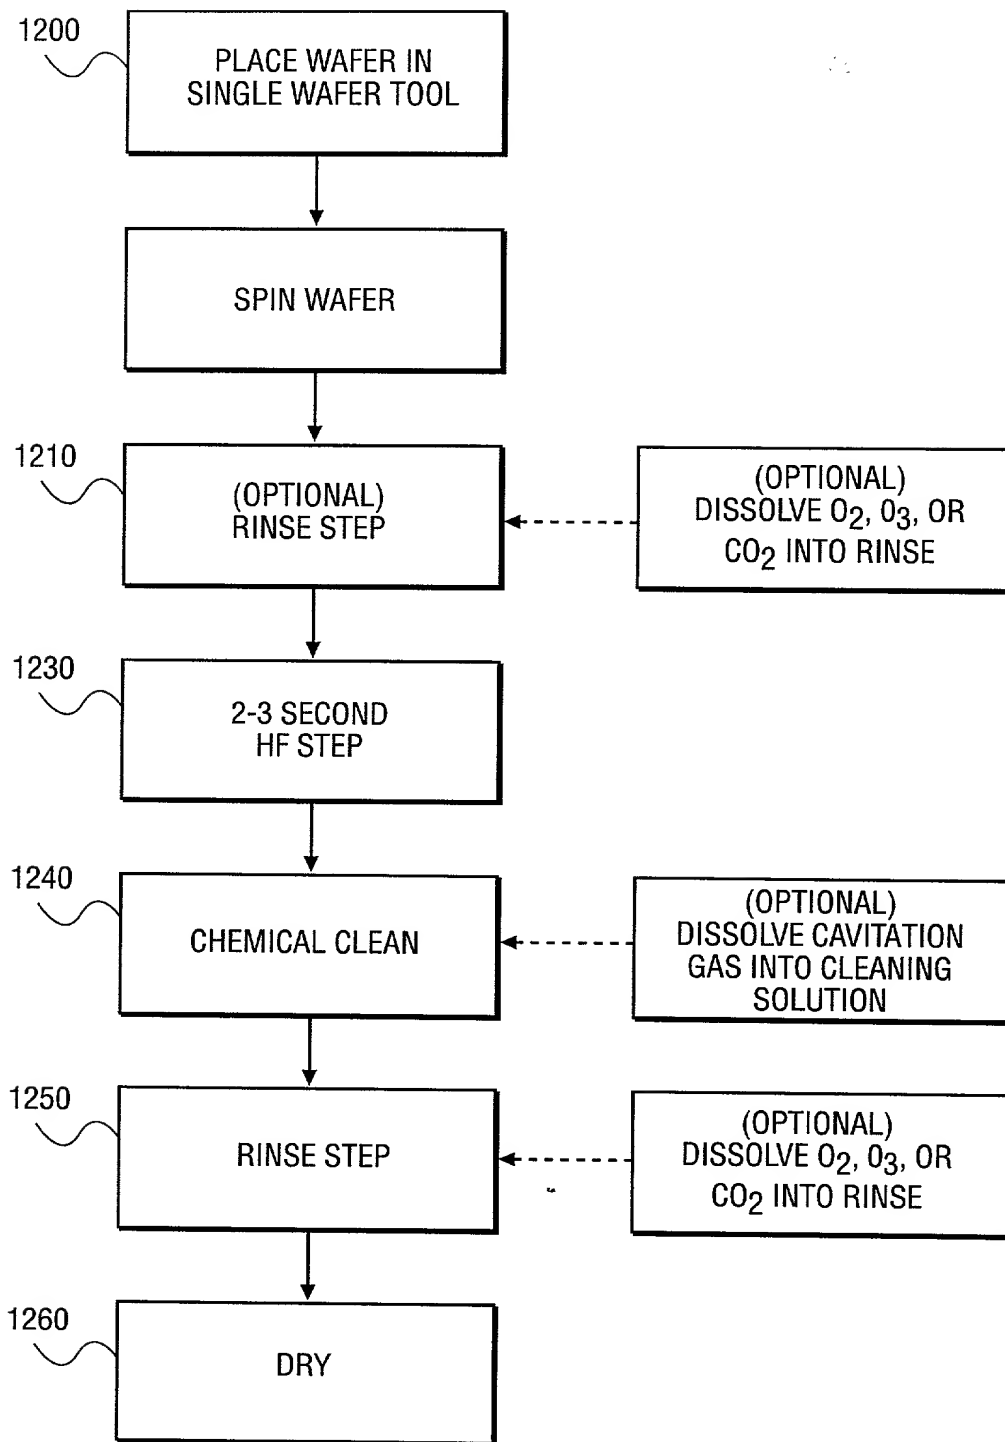 1200
PLACE WAFER IN
SINGLE WAFER TOOL
SPIN WAFER
1210
(OPTIONAL)
RINSE STEP
(OPTIONAL)
DISSOLVE O2, O3, OR
CO2 INTO RINSE
1230
2-3 SECOND
HF STEP
1240
CHEMICAL CLEAN
(OPTIONAL)
DISSOLVE CAVITATION
GAS INTO CLEANING
SOLUTION
1250
RINSE STEP
(OPTIONAL)
DISSOLVE O2, O3, OR
CO2 INTO RINSE
1260
DRY